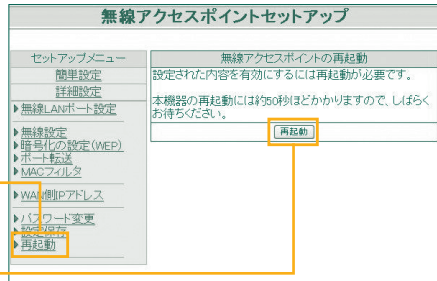 無線アクセスポイントセットアップ
セットアップメニュー
簡単設定
詳細設定
無線LANポート設定
無線設定
暗号化の設定(WEP)
ポート転送
MACフィルタ
WAN側IPアドレス
パスワード変更
設定保存
再起動
無線アクセスポイントの再起動
設定された内容を有効にするには再起動が必要です。
本機器の再起動には約50秒ほどかかりますので、しばらく
お待ちください。
再起動